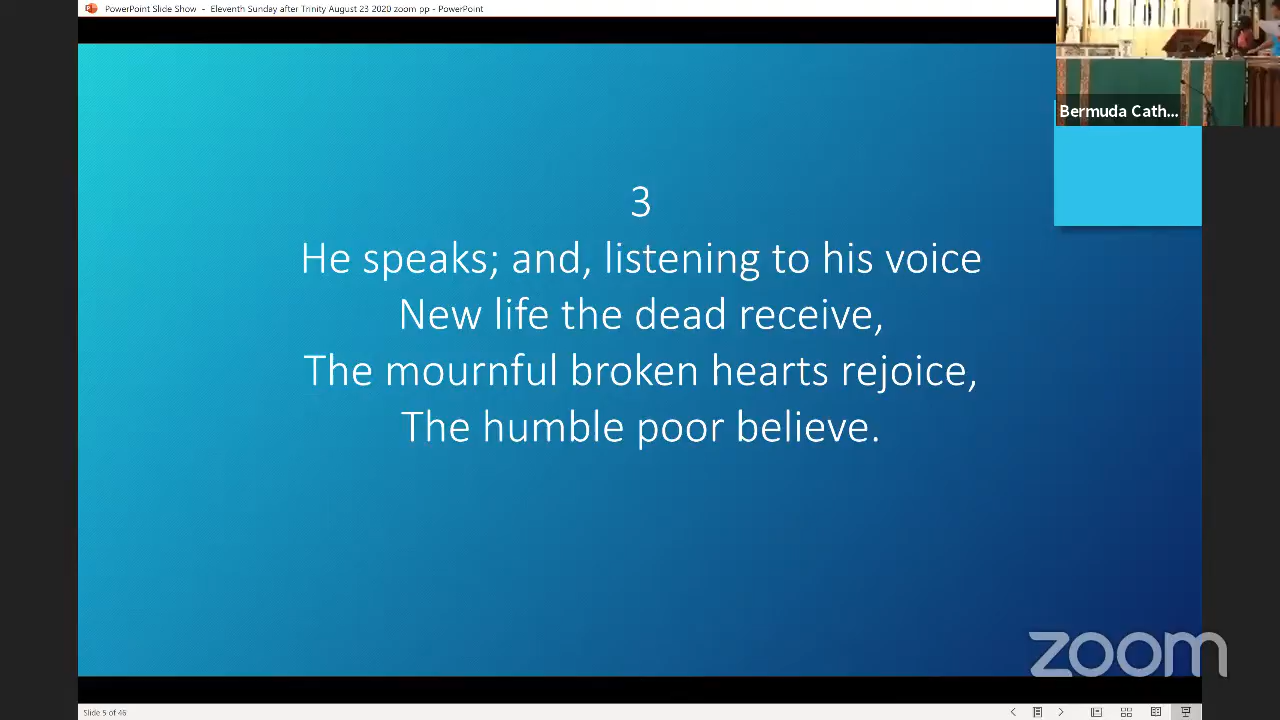 PowerPoint Slide Show - Eleventh Sunday after Trinity August 23 2020 zoom pp - PowerPoint
Bermuda Cath...
3
He speaks; and, listening to his voice
New life the dead receive,
The mournful broken hearts rejoice,
The humble poor believe.
zoom
Slide 5 of 46